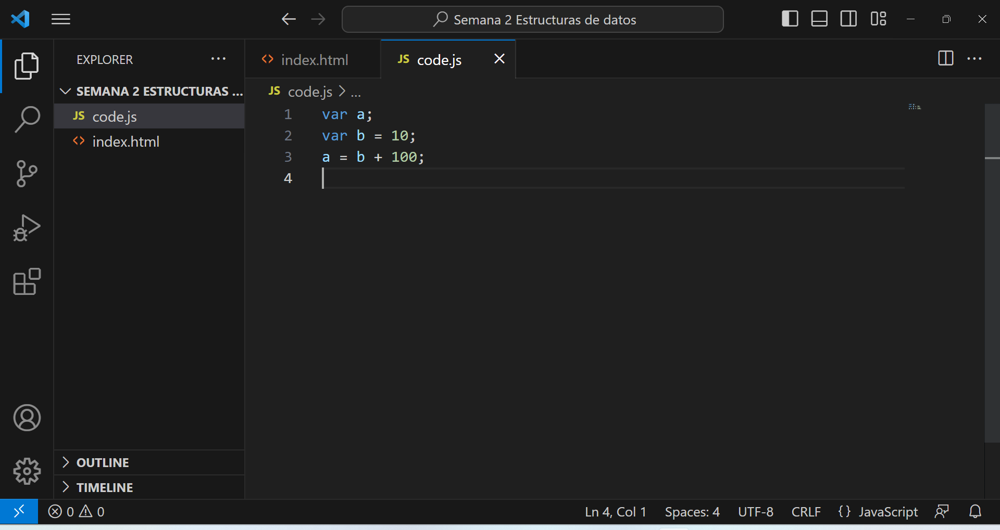 Semana 2 Estructuras de datos
EXPLORER
SEMANA 2 ESTRUCTURAS ...
JS code.js
index.html
OUTLINE
TIMELINE
index.html
JS code.js
JS code.js > ...
1 var a;
2 var b = 10;
3 a = b + 100;
4
0 0
Ln 4, Col 1 Spaces: 4 UTF-8 CRLF {} JavaScript